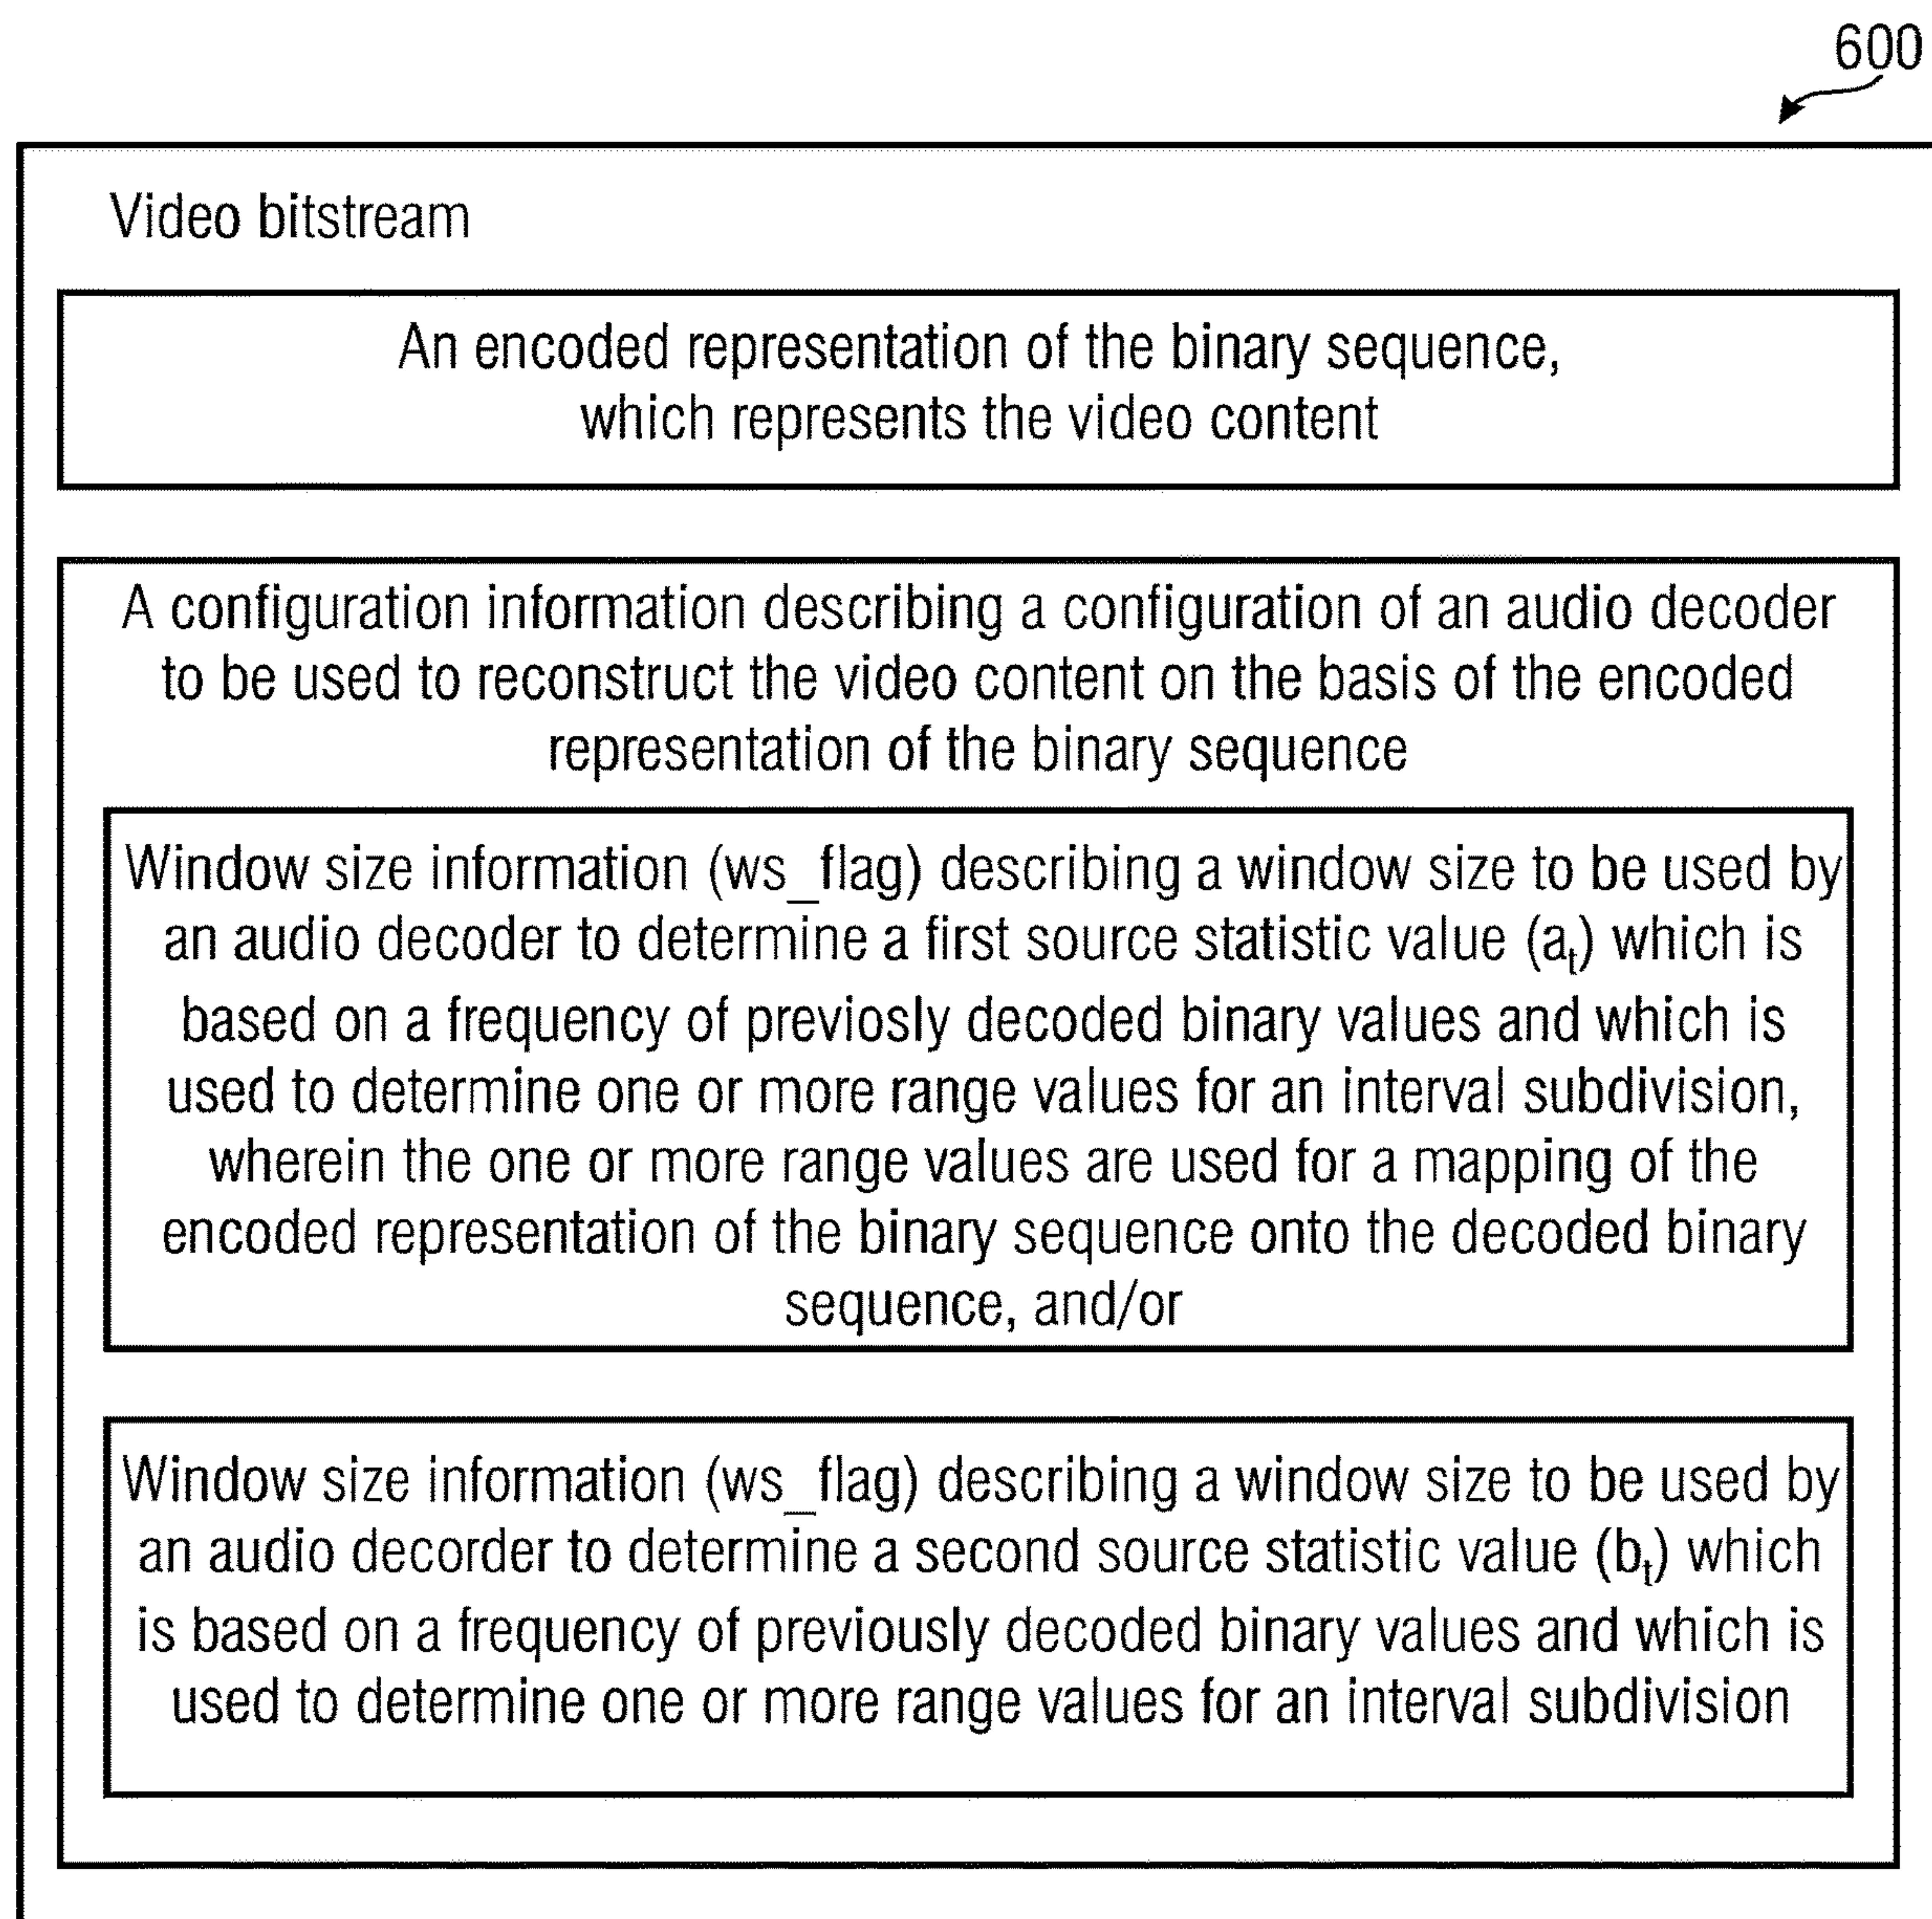 600
Video bitstream
An encoded representation of the binary sequence,
which represents the video content
A configuration information describing a configuration of an audio decoder
to be used to reconstruct the video content on the basis of the encoded
representation of the binary sequence
Window size information (ws_flag) describing a window size to be used by
an audio decoder to determine a first source statistic value (aₜ) which is
based on a frequency of previosly decoded binary values and which is
used to determine one or more range values for an interval subdivision,
wherein the one or more range values are used for a mapping of the
encoded representation of the binary sequence onto the decoded binary
sequence, and/or
Window size information (ws_flag) describing a window size to be used by
an audio decorder to determine a second source statistic value (bₜ) which
is based on a frequency of previously decoded binary values and which is
used to determine one or more range values for an interval subdivision